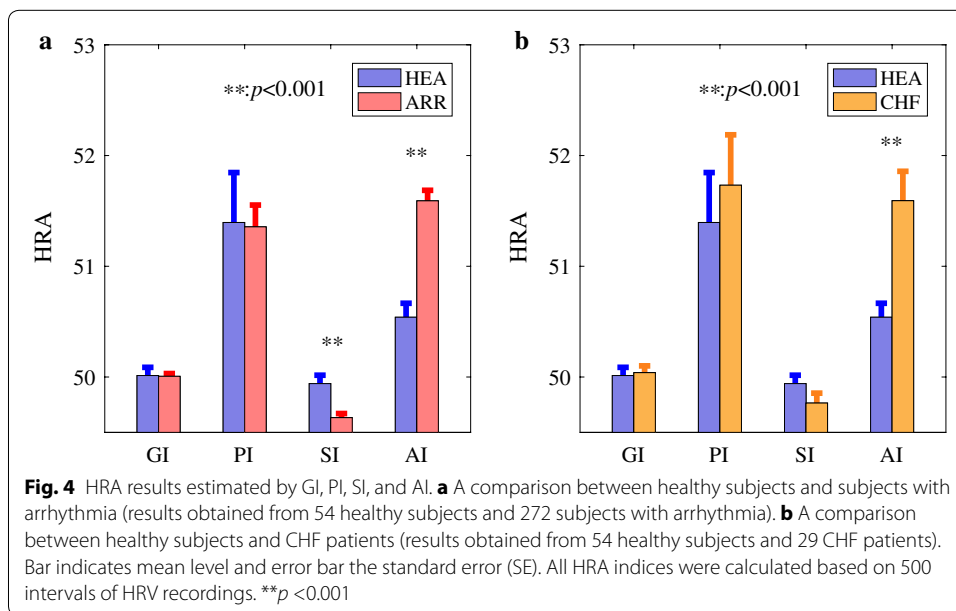 a
53
52
51
50
HRA
**:p<0.001
HEA
ARR
**
**
GI PI SI AI
b
53
52
51
50
HRA
**:p<0.001
HEA
CHF
**
GI PI SI AI
Fig. 4 HRA results estimated by GI, PI, SI, and AI. a A comparison between healthy subjects and subjects with
arrhythmia (results obtained from 54 healthy subjects and 272 subjects with arrhythmia). b A comparison
between healthy subjects and CHF patients (results obtained from 54 healthy subjects and 29 CHF patients).
Bar indicates mean level and error bar the standard error (SE). All HRA indices were calculated based on 500
intervals of HRV recordings. **p <0.001